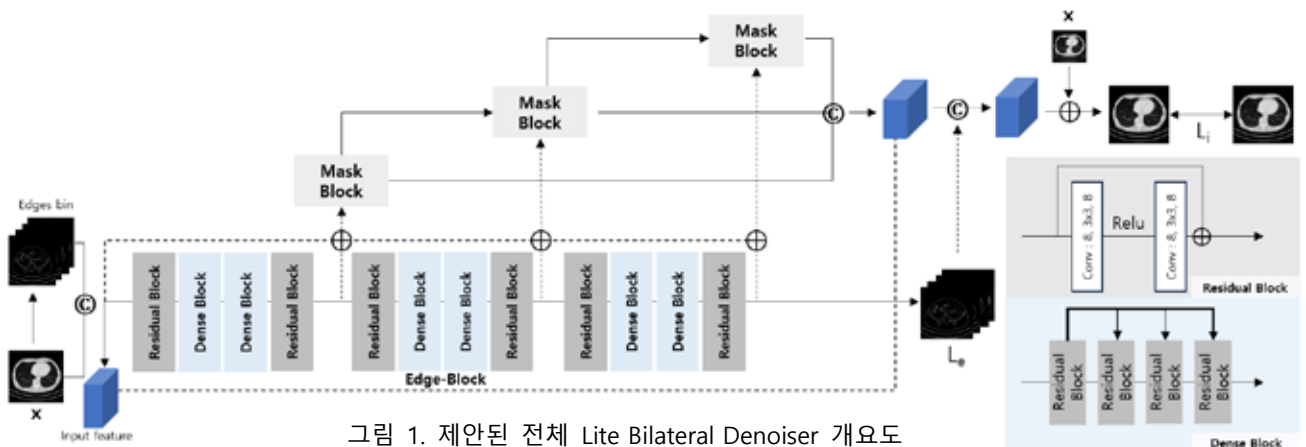 Mask
Block
x
Mask
Block
©
©
L_i
Mask
Block
Edges bin
©
Residual Block
Dense Block
Dense Block
Residual Block
Residual Block
Dense Block
Dense Block
Residual Block
Residual Block
Dense Block
Dense Block
Residual Block
Edge-Block
x
Input feature
L_e
Conv : 8, 3x3, 8
Relu
Conv : 8, 3x3, 8
Residual Block
Residual Block
Residual Block
Residual Block
Residual Block
Dense Block
그림 1. 제안된 전체 Lite Bilateral Denoiser 개요도